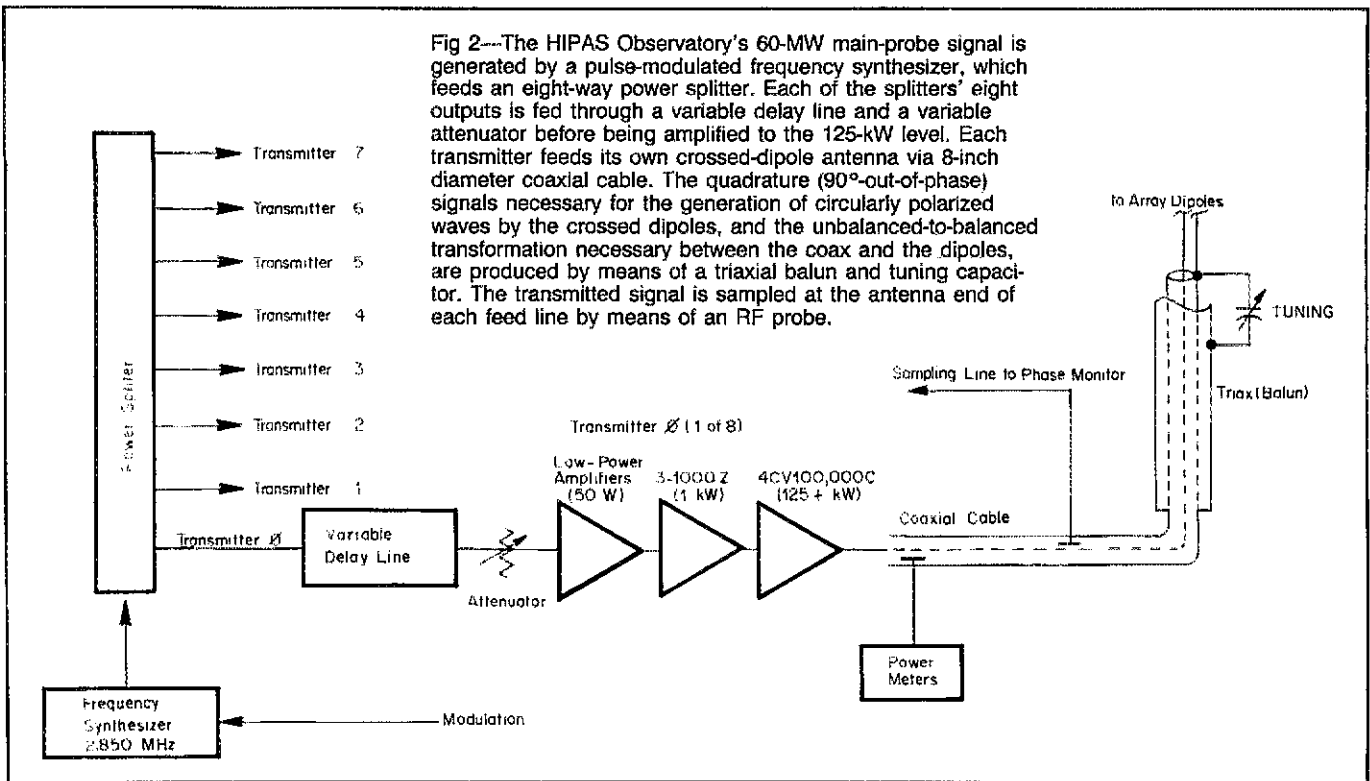 Fig 2—The HIPAS Observatory's 60-MW main-probe signal is
generated by a pulse-modulated frequency synthesizer, which
feeds an eight-way power splitter. Each of the splitters' eight
outputs is fed through a variable delay line and a variable
attenuator before being amplified to the 125-kW level. Each
transmitter feeds its own crossed-dipole antenna via 8-inch
diameter coaxial cable. The quadrature (90°-out-of-phase)
signals necessary for the generation of circularly polarized
waves by the crossed dipoles, and the unbalanced-to-balanced
transformation necessary between the coax and the dipoles,
are produced by means of a triaxial balun and tuning capaci-
tor. The transmitted signal is sampled at the antenna end of
each feed line by means of an RF probe.
Power Splitter
Transmitter 7
Transmitter 6
Transmitter 5
Transmitter 4
Transmitter 3
Transmitter 2
Transmitter 1
Transmitter Ø
Variable
Delay Line
Attenuator
Transmitter Ø (1 of 8)
Low-Power
Amplifiers
(50 W)
3-1000 Z
(1 kW)
4CV100,000C
(125 + kW)
Coaxial Cable
Sampling Line to Phase Monitor
to Array Dipoles
TUNING
Triax (Balun)
Power
Meters
Frequency
Synthesizer
2.850 MHz
Modulation